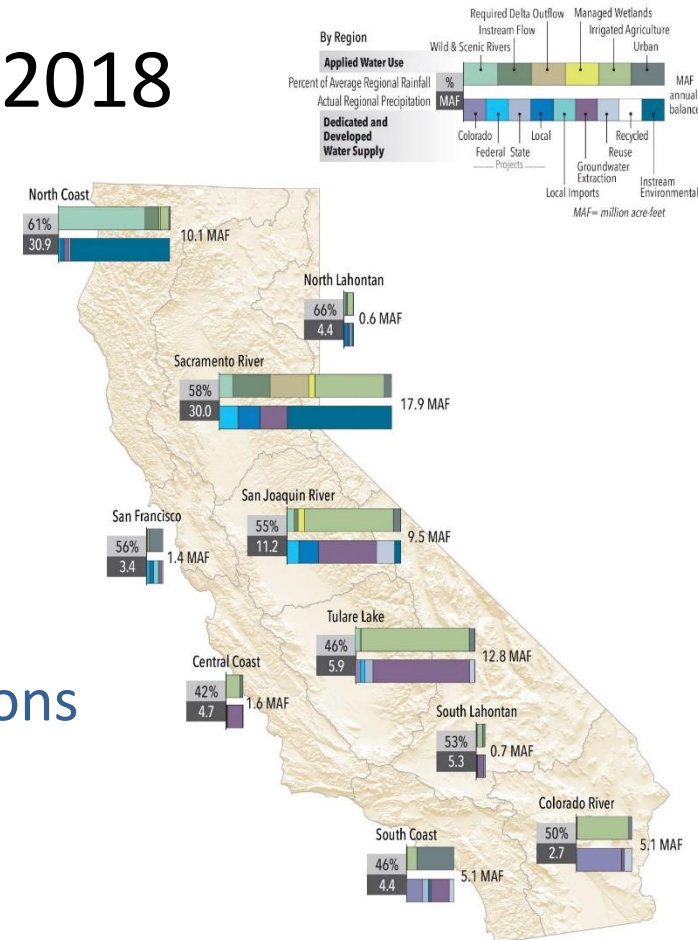 2018
By Region
Applied Water Use
Percent of Average Regional Rainfall %
Actual Regional Precipitation MAF
Dedicated and
Developed
Water Supply
Wild & Scenic Rivers
Instream Flow
Required Delta Outflow
Managed Wetlands
Irrigated Agriculture
Urban
MAF
annual
balance
Colorado
Federal State
Projects
Local
Local Imports
Groundwater
Extraction
Reuse
Recycled
Instream
Environmental
MAF= million acre-feet
North Coast
61%
30.9
10.1 MAF
North Lahontan
66%
4.4
0.6 MAF
Sacramento River
58%
30.0
17.9 MAF
San Joaquin River
55%
11.2
9.5 MAF
San Francisco
56%
3.4
1.4 MAF
Tulare Lake
46%
5.9
12.8 MAF
Central Coast
42%
4.7
1.6 MAF
ons
South Lahontan
53%
5.3
0.7 MAF
Colorado River
50%
2.7
5.1 MAF
South Coast
46%
4.4
5.1 MAF